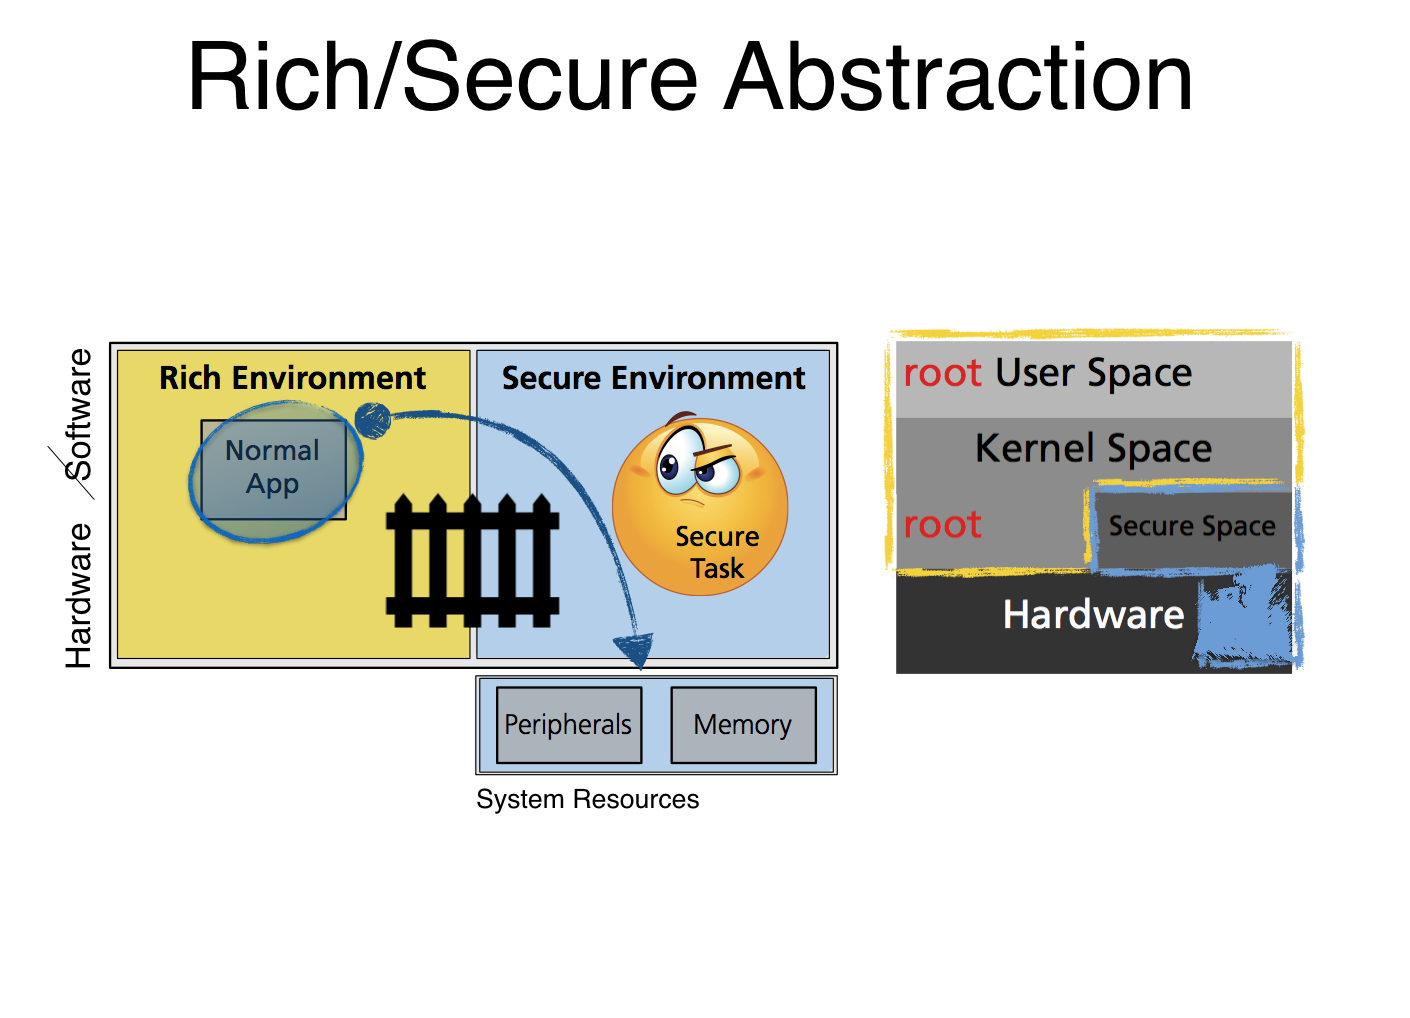 Rich/Secure Abstraction
Hardware / Software
Rich Environment
Normal
App
Secure Environment
Secure
Task
Peripherals
Memory
System Resources
root User Space
Kernel Space
root
Secure Space
Hardware